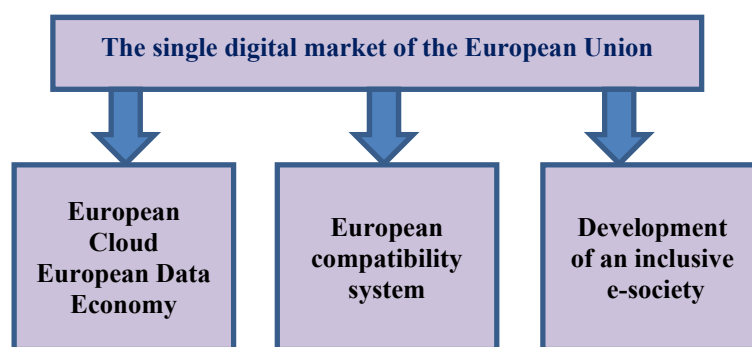 The single digital market of the European Union
European
Cloud
European Data
Economy
European
compatibility
system
Development
of an inclusive
e-society